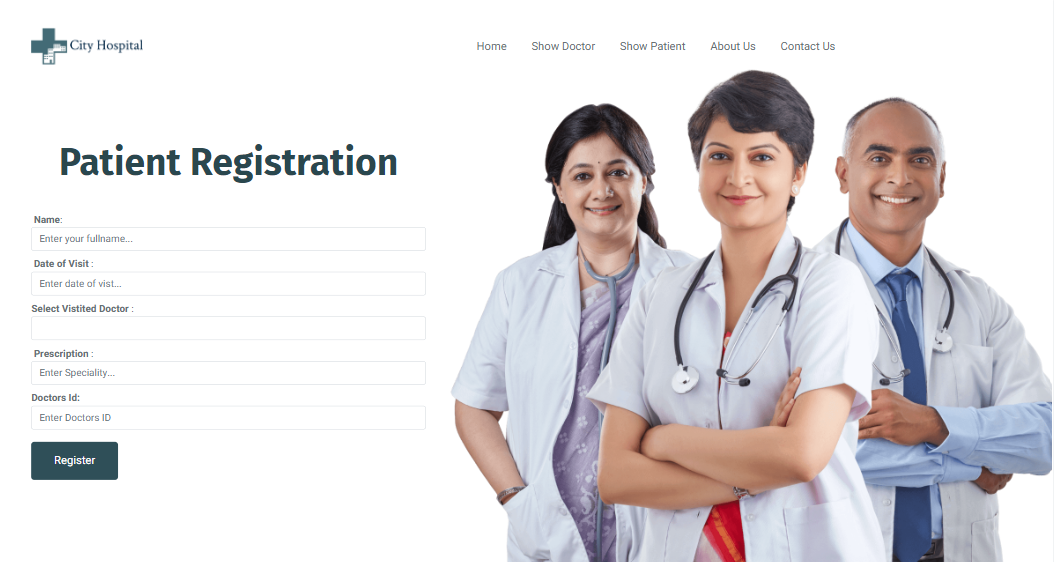 City Hospital
Home Show Doctor Show Patient About Us Contact Us
Patient Registration
Name:
Enter your fullname...
Date of Visit :
Enter date of vist...
Select Vistited Doctor :
Prescription :
Enter Speciality...
Doctors Id:
Enter Doctors ID
Register